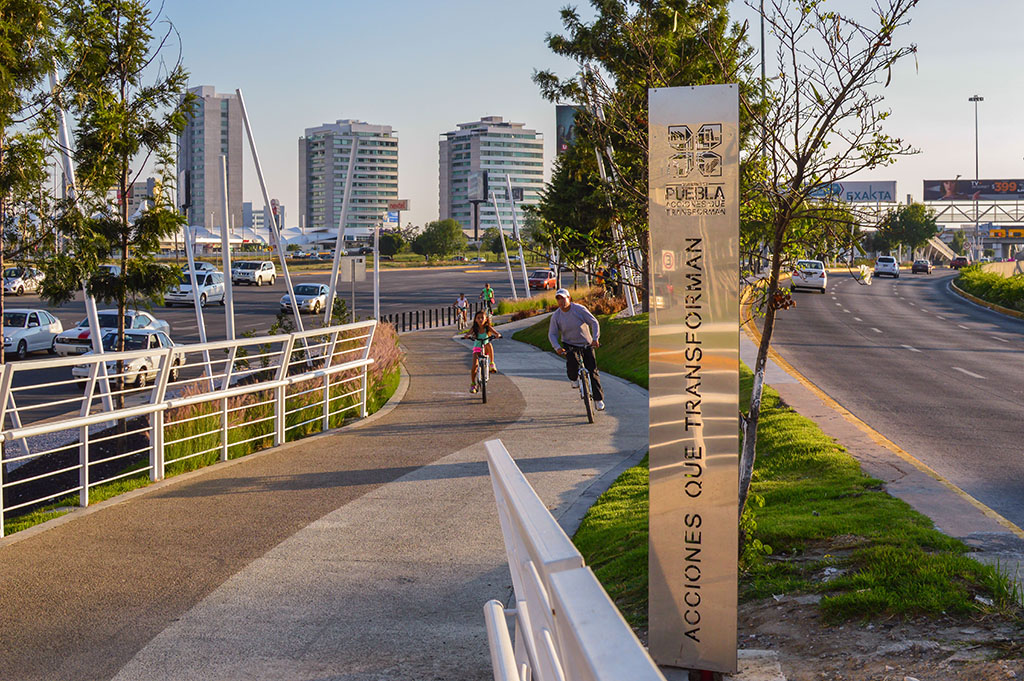 PUEBLA
ACCIONES QUE
TRANSFORMAN
ACCIONES QUE TRANSFORMAN
EXAKTA
399